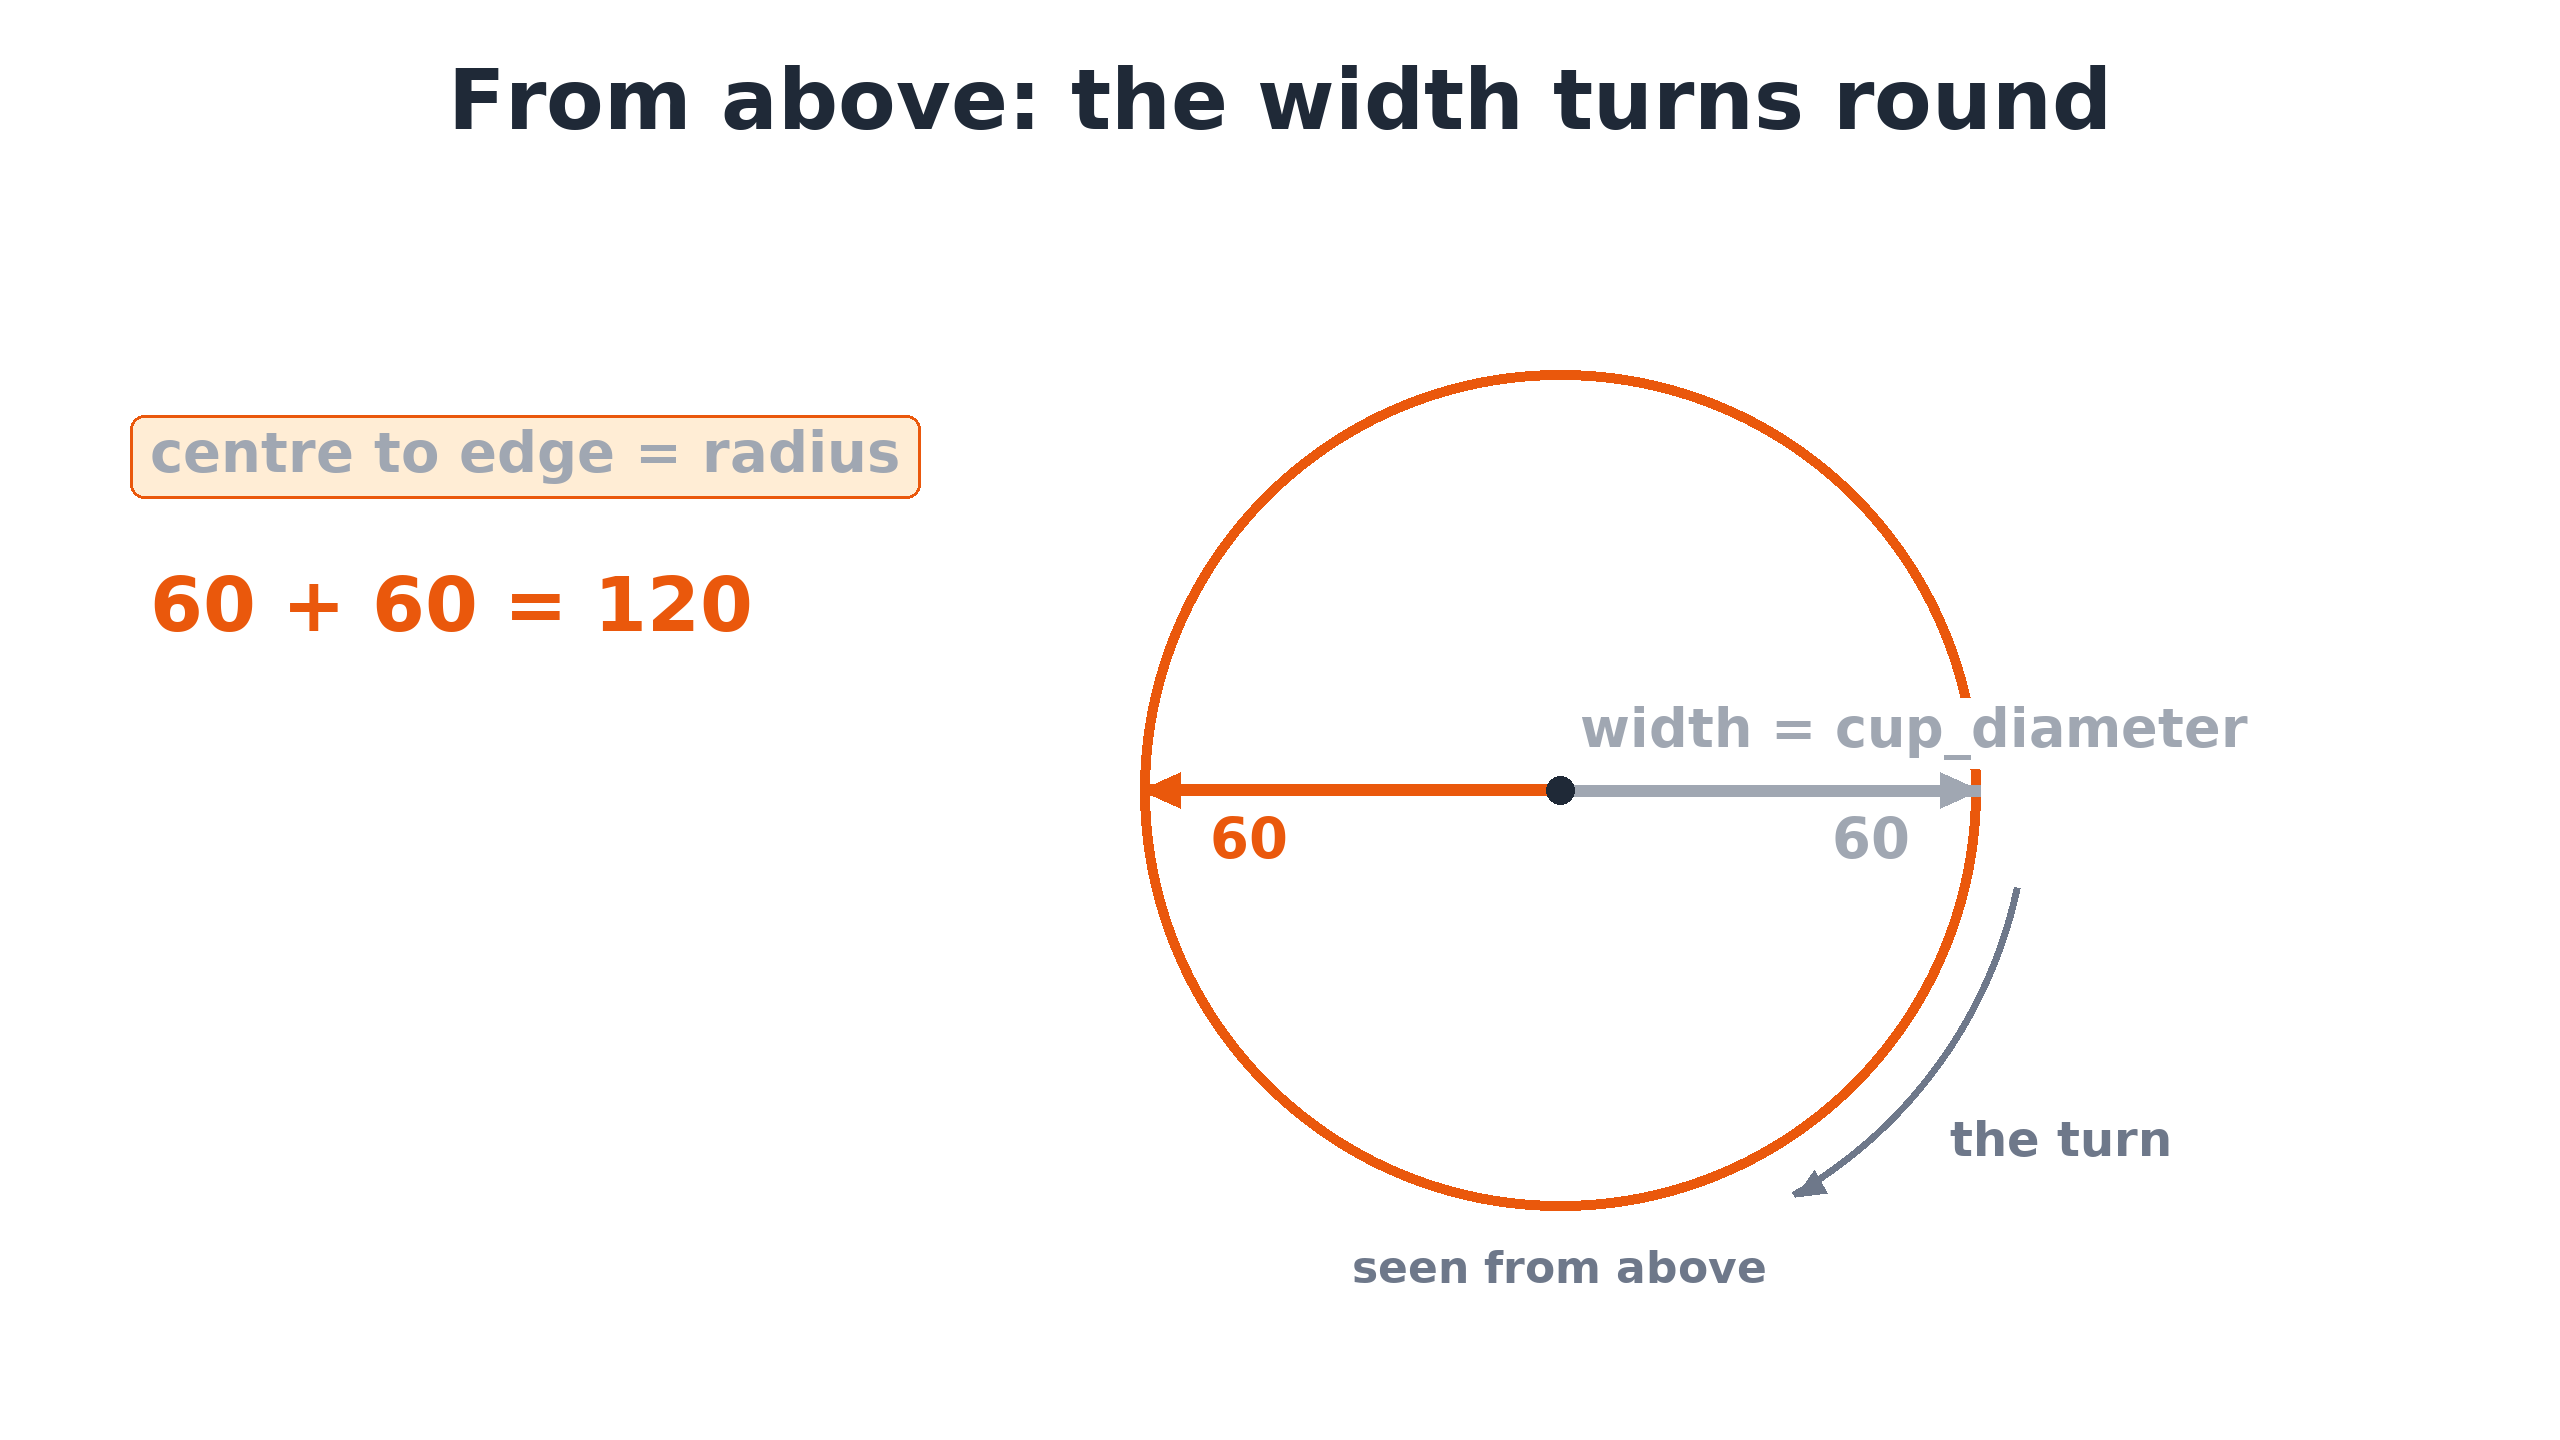 From above: the width turns round
centre to edge = radius
60 + 60 = 120
width = cup_diameter
60
60
the turn
seen from above